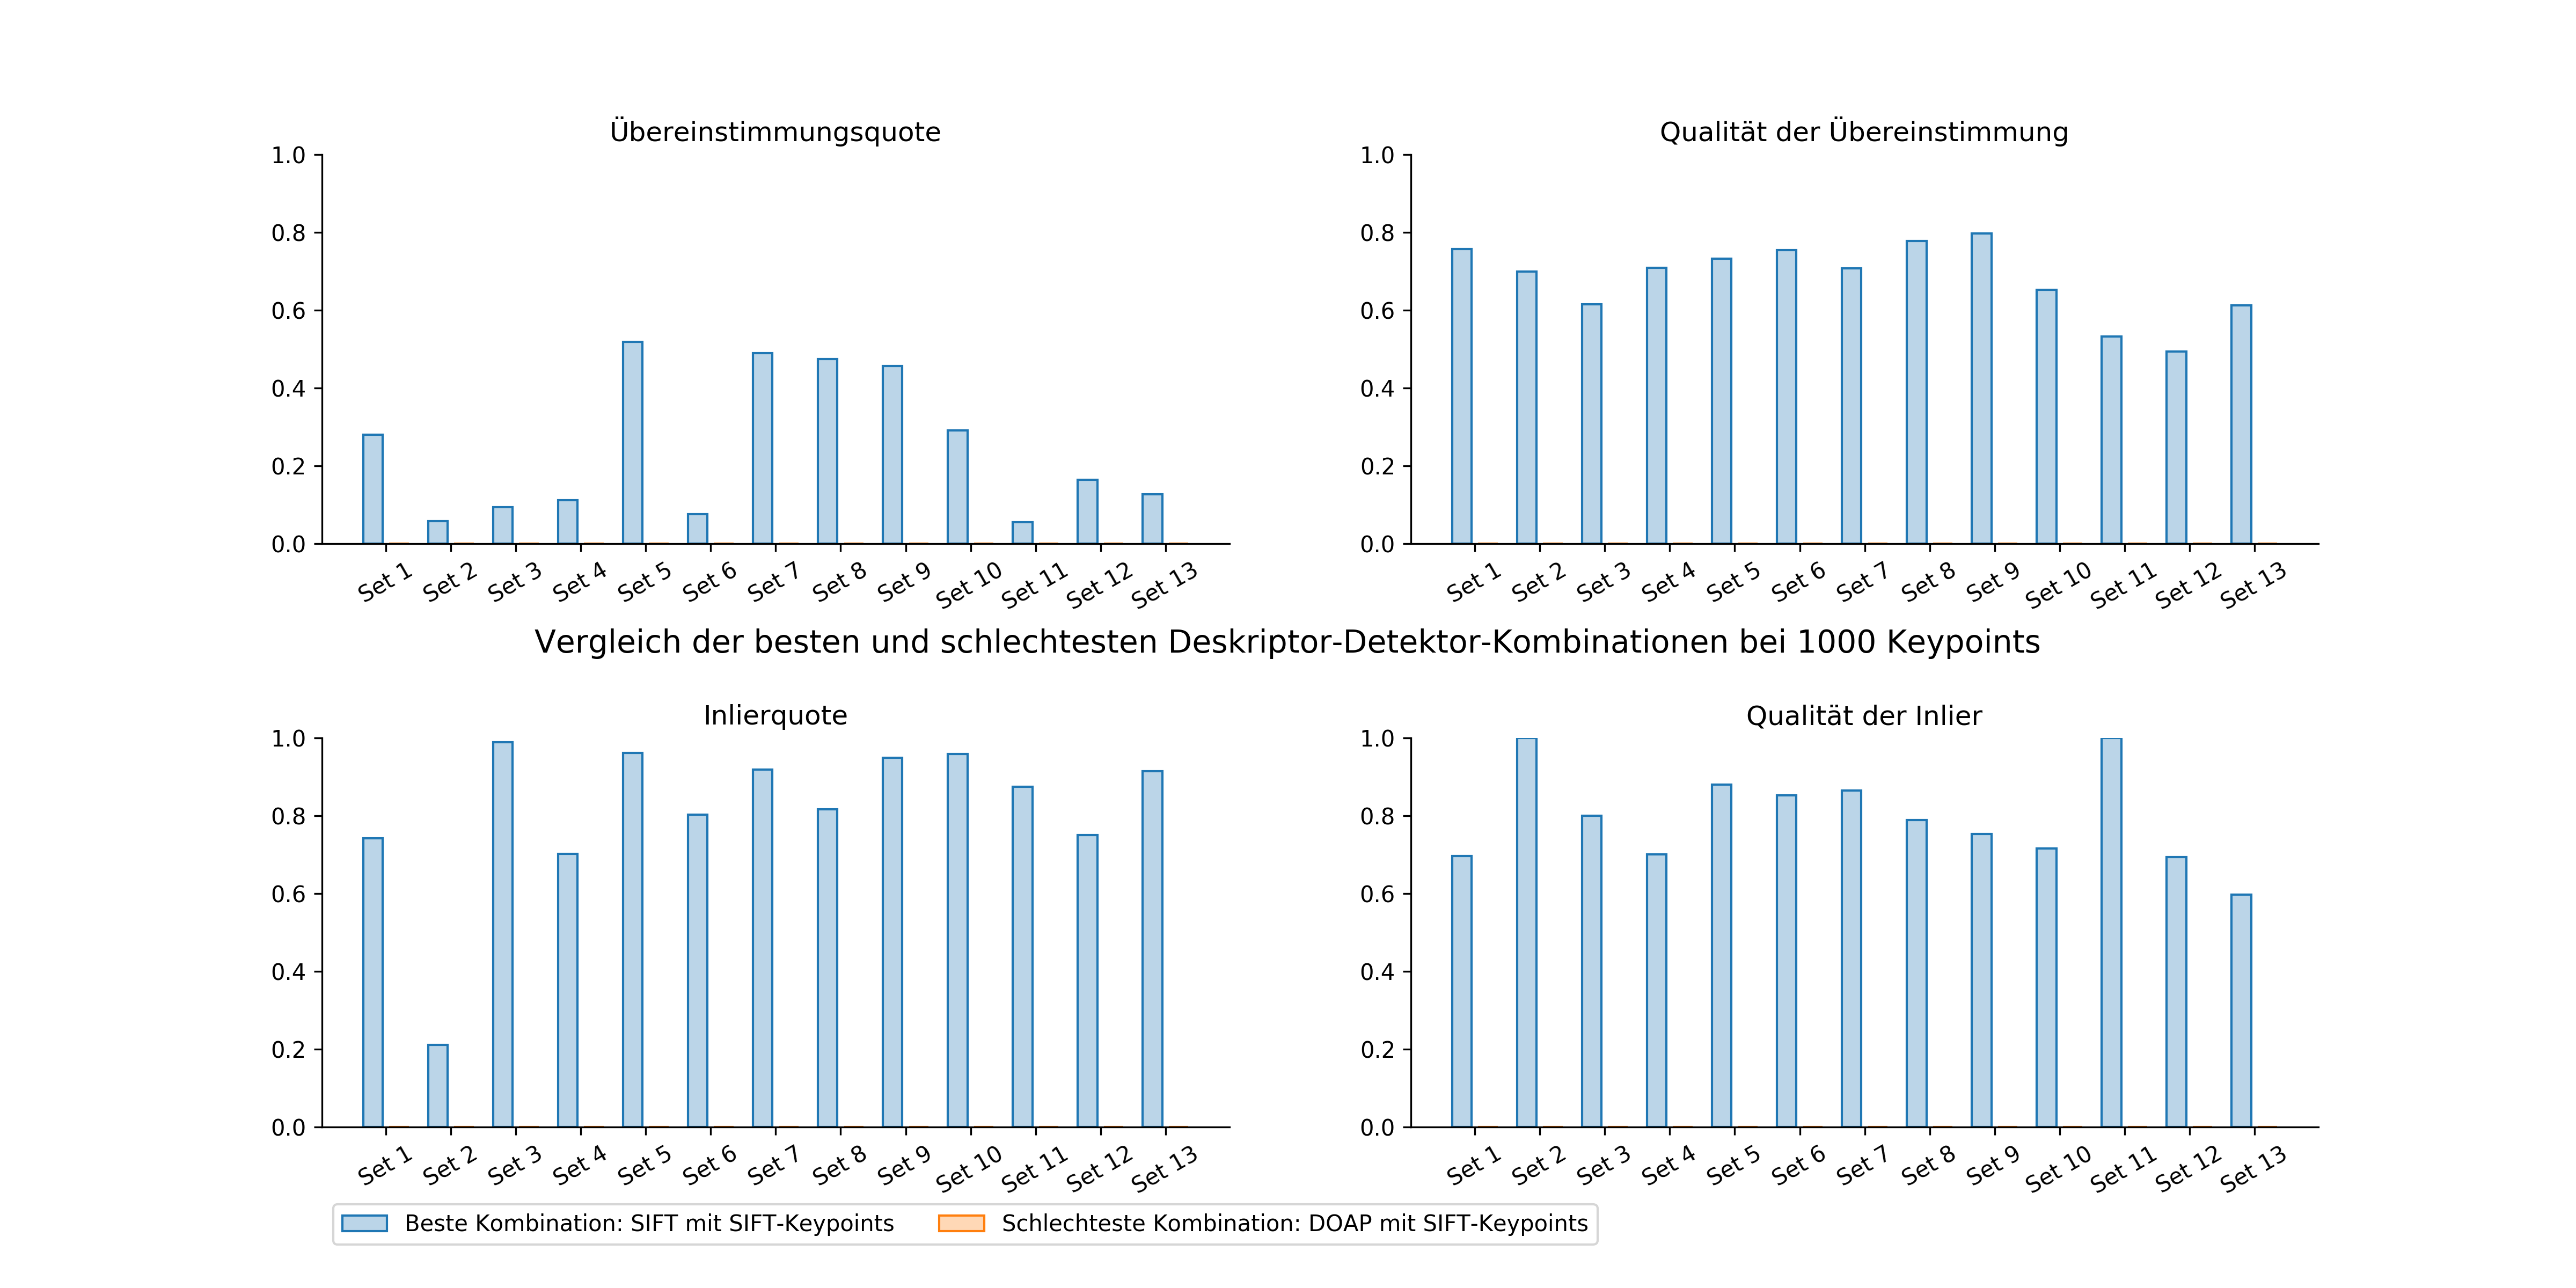 Übereinstimmungsquote
1.0
0.8
0.6
0.4
0.2
0.0
Set 1 Set 2 Set 3 Set 4 Set 5 Set 6 Set 7 Set 8 Set 9 Set 10 Set 11 Set 12 Set 13
Qualität der Übereinstimmung
1.0
0.8
0.6
0.4
0.2
0.0
Set 1 Set 2 Set 3 Set 4 Set 5 Set 6 Set 7 Set 8 Set 9 Set 10 Set 11 Set 12 Set 13
Vergleich der besten und schlechtesten Deskriptor-Detektor-Kombinationen bei 1000 Keypoints
Inlierquote
1.0
0.8
0.6
0.4
0.2
0.0
Set 1 Set 2 Set 3 Set 4 Set 5 Set 6 Set 7 Set 8 Set 9 Set 10 Set 11 Set 12 Set 13
Qualität der Inlier
1.0
0.8
0.6
0.4
0.2
0.0
Set 1 Set 2 Set 3 Set 4 Set 5 Set 6 Set 7 Set 8 Set 9 Set 10 Set 11 Set 12 Set 13
Beste Kombination: SIFT mit SIFT-Keypoints Schlechteste Kombination: DOAP mit SIFT-Keypoints